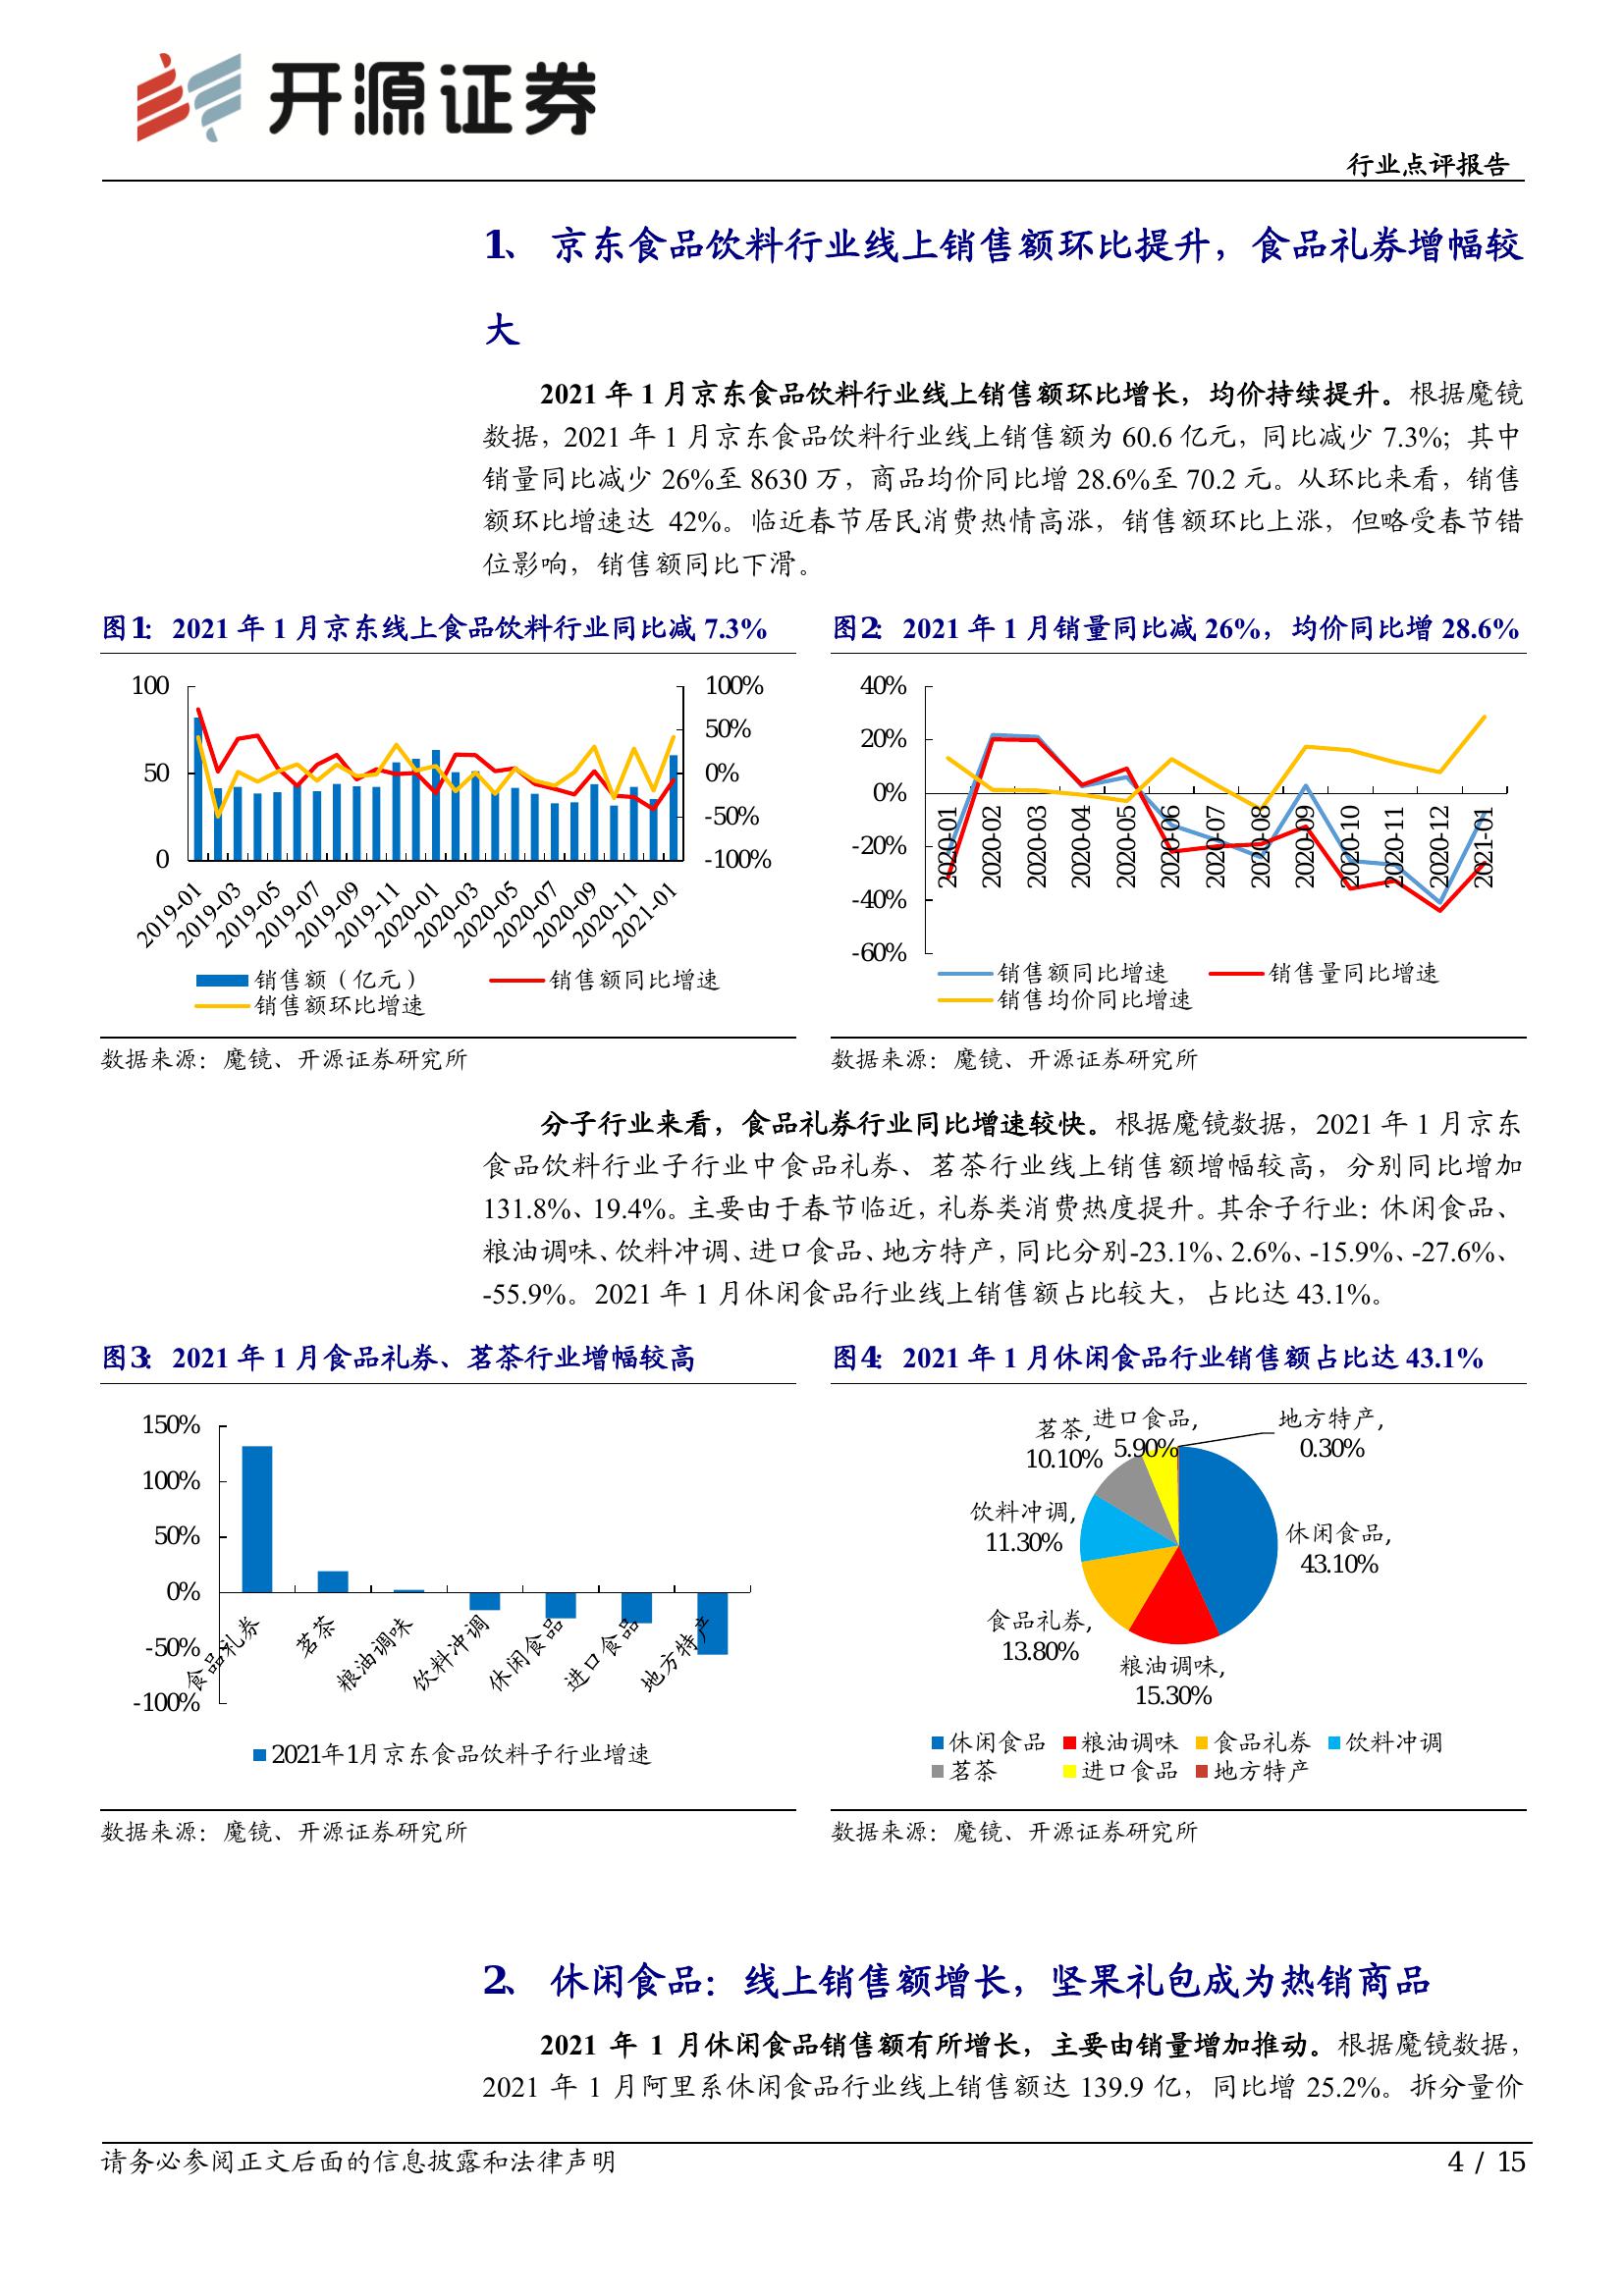 开源证券
行业点评报告
1、 京东食品饮料行业线上销售额环比提升，食品礼券增幅较
大
2021 年 1 月京东食品饮料行业线上销售额环比增长，均价持续提升。根据魔镜
数据，2021 年 1 月京东食品饮料行业线上销售额为 60.6 亿元，同比减少 7.3%；其中
销量同比减少 26%至 8630 万，商品均价同比增 28.6%至 70.2 元。从环比来看，销售
额环比增速达 42%。临近春节居民消费热情高涨，销售额环比上涨，但略受春节错
位影响，销售额同比下滑。
图1： 2021 年 1 月京东线上食品饮料行业同比减 7.3%
100
50
0
100%
50%
0%
-50%
-100%
2019-01
2019-03
2019-05
2019-07
2019-09
2019-11
2020-01
2020-03
2020-05
2020-07
2020-09
2020-11
2021-01
销售额（亿元）
销售额同比增速
销售额环比增速
数据来源：魔镜、开源证券研究所
图2： 2021 年 1 月销量同比减 26%，均价同比增 28.6%
40%
20%
0%
-20%
-40%
-60%
2020-01
2020-02
2020-03
2020-04
2020-05
2020-06
2020-07
2020-08
2020-09
2020-10
2020-11
2020-12
2021-01
销售额同比增速
销售量同比增速
销售均价同比增速
数据来源：魔镜、开源证券研究所
分子行业来看，食品礼券行业同比增速较快。根据魔镜数据，2021 年 1 月京东
食品饮料行业子行业中食品礼券、茗茶行业线上销售额增幅较高，分别同比增加
131.8%、19.4%。主要由于春节临近，礼券类消费热度提升。其余子行业：休闲食品、
粮油调味、饮料冲调、进口食品、地方特产，同比分别-23.1%、2.6%、-15.9%、-27.6%、
-55.9%。2021 年 1 月休闲食品行业线上销售额占比较大，占比达 43.1%。
图3： 2021 年 1 月食品礼券、茗茶行业增幅较高
150%
100%
50%
0%
-50%
-100%
食品礼券
茗茶
粮油调味
饮料冲调
休闲食品
进口食品
地方特产
2021年1月京东食品饮料子行业增速
数据来源：魔镜、开源证券研究所
图4： 2021 年 1 月休闲食品行业销售额占比达 43.1%
茗茶,
10.10%
进口食品,
5.90%
地方特产,
0.30%
饮料冲调,
11.30%
休闲食品,
43.10%
食品礼券,
13.80%
粮油调味,
15.30%
休闲食品
粮油调味
食品礼券
饮料冲调
茗茶
进口食品
地方特产
数据来源：魔镜、开源证券研究所
2、 休闲食品：线上销售额增长，坚果礼包成为热销商品
2021 年 1 月休闲食品销售额有所增长，主要由销量增加推动。根据魔镜数据，
2021 年 1 月阿里系休闲食品行业线上销售额达 139.9 亿，同比增 25.2%。拆分量价
请务必参阅正文后面的信息披露和法律声明
4 / 15